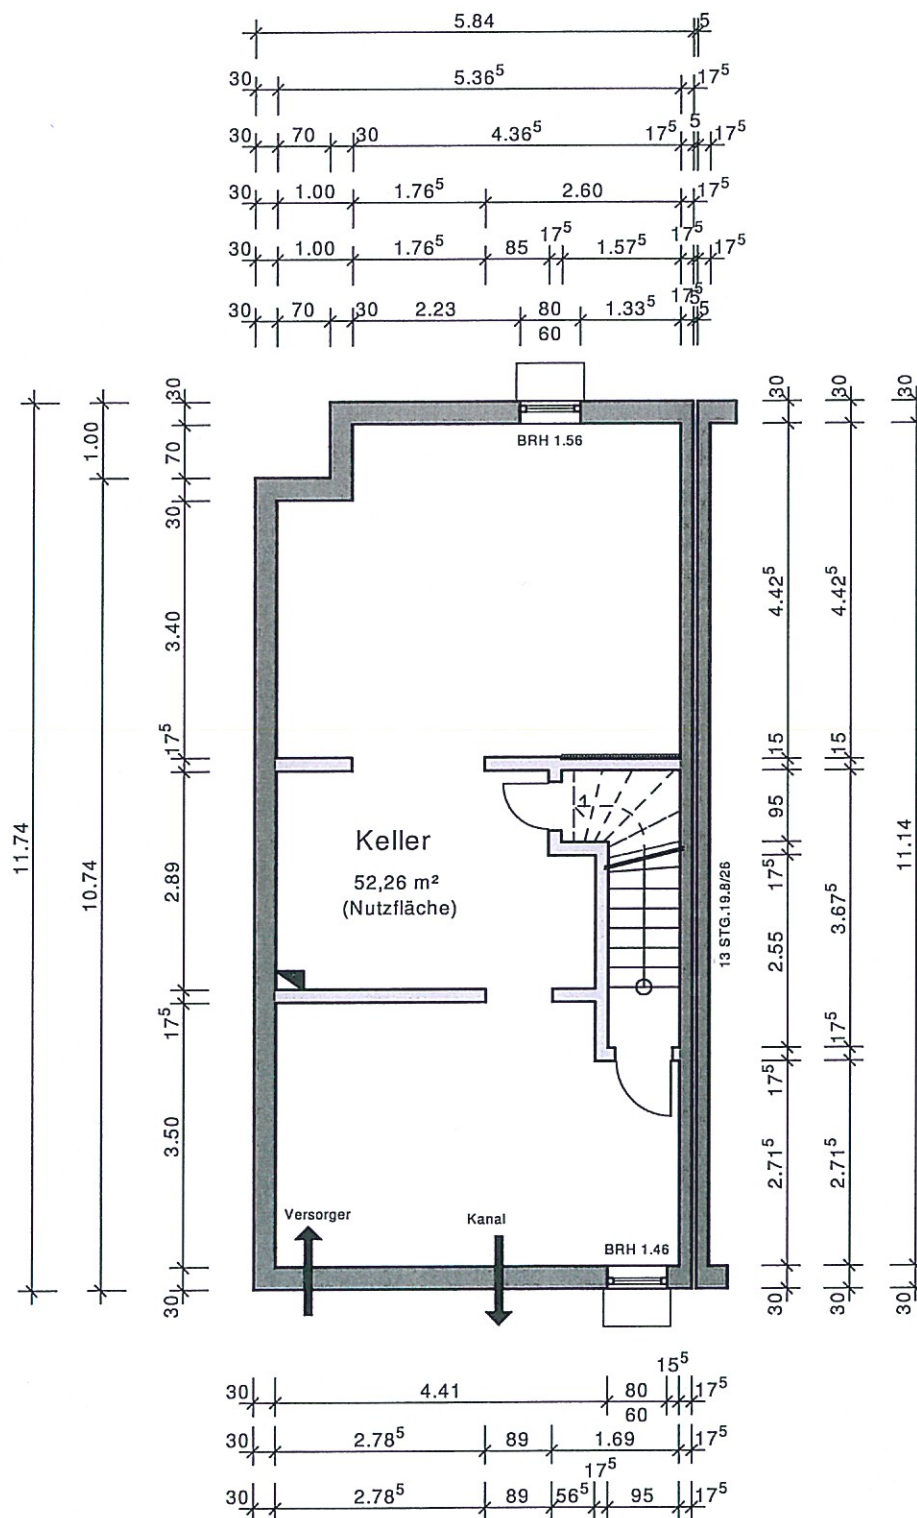 5.84 5
30 5.36⁵ 17⁵
30 70 30 4.36⁵ 17⁵ 5 17⁵
30 1.00 1.76⁵ 2.60 17⁵
30 1.00 1.76⁵ 85 17⁵ 1.57⁵ 17⁵ 17⁵
30 70 30 2.23 80 1.33⁵ 17⁵ 5 5
60
30
1.00
70
30
3.40
17⁵
11.74
10.74
2.89
17⁵
3.50
30
BRH 1.56
Keller
52,26 m²
(Nutzfläche)
1
13 STG.19.8/26
Versorger
Kanal
BRH 1.46
30 30 30
4.42⁵ 4.42⁵
15 15
95
17⁵
2.55
3.67⁵
11.14
17⁵ 17⁵
2.71⁵ 2.71⁵
30 30 30
15⁵
30 4.41 80 17⁵
60
30 2.78⁵ 89 1.69 17⁵
17⁵
30 2.78⁵ 89 56⁵ 95 17⁵